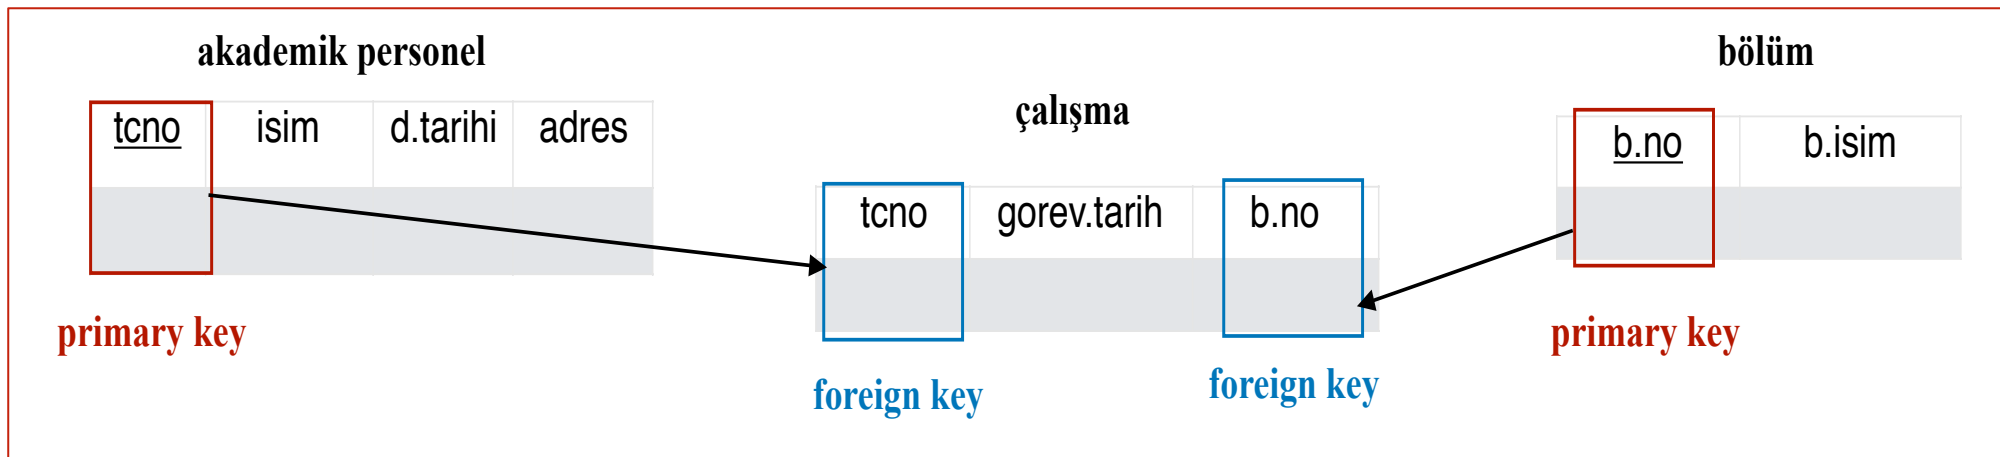 akademik personel
tcno isim d.tarihi adres
primary key
çalışma
tcno gorev.tarih b.no
foreign key
foreign key
bölüm
b.no b.isim
primary key